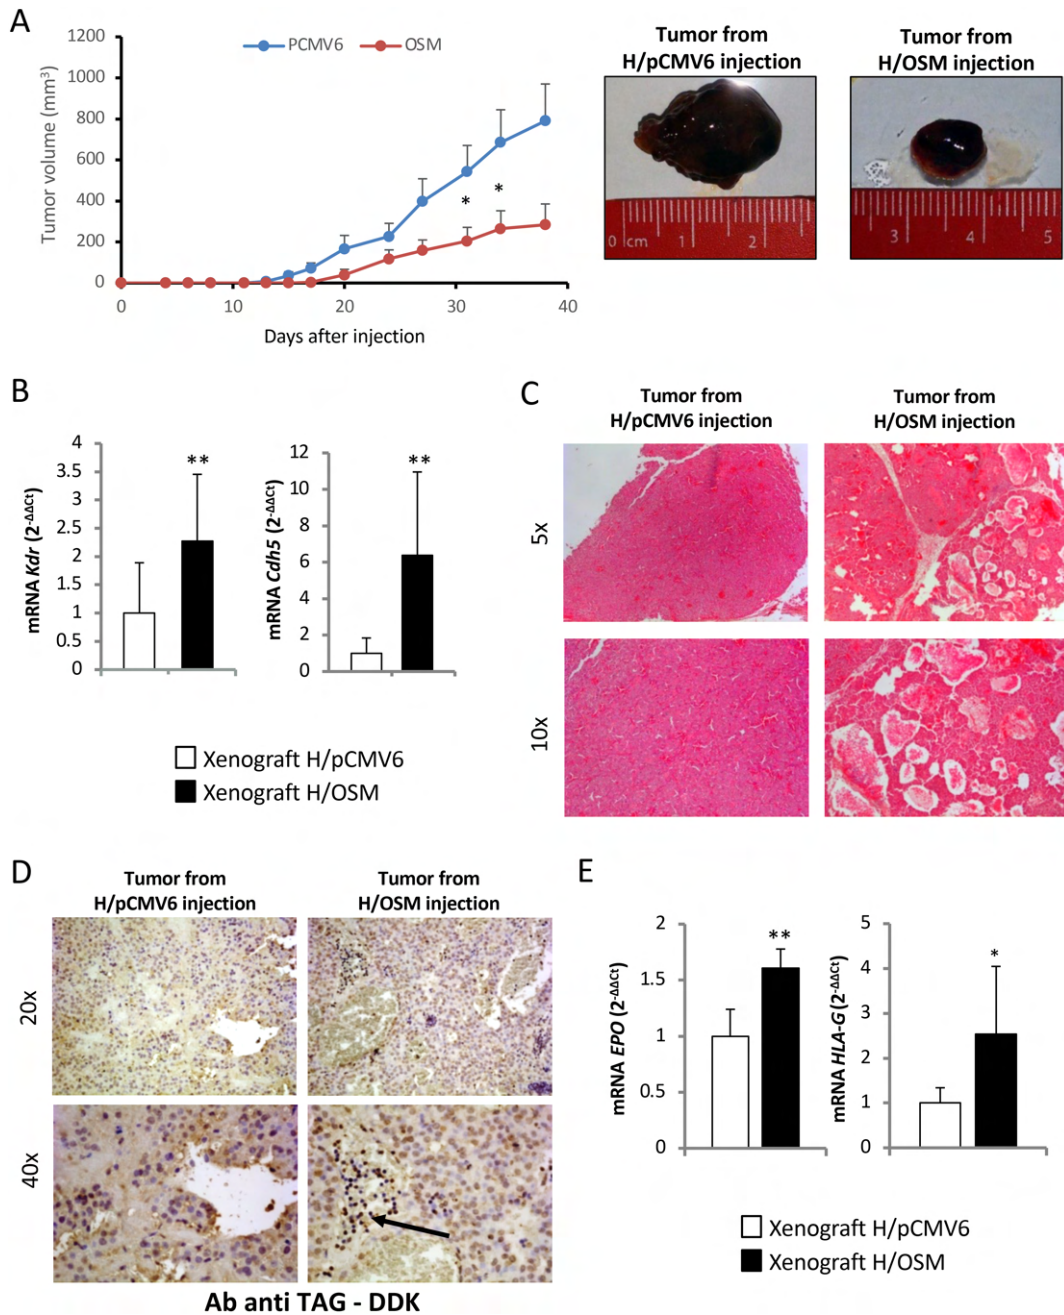 A
1200
1000
800
600
400
200
0
Tumor volume (mm³)
PCMV6
OSM
*
*
0
10
20
30
40
Days after injection
Tumor from
H/pCMV6 injection
0 cm 1 2
Tumor from
H/OSM injection
3 4 5
B
4
3.5
3
2.5
2
1.5
1
0.5
0
mRNA Kdr (2-ΔΔCt)
**
12
10
8
6
4
2
0
mRNA Cdh5 (2-ΔΔCt)
**
Xenograft H/pCMV6
Xenograft H/OSM
C
Tumor from
H/pCMV6 injection
Tumor from
H/OSM injection
5x
10x
D
Tumor from
H/pCMV6 injection
Tumor from
H/OSM injection
20x
40x
Ab anti TAG - DDK
E
2
1.5
1
0.5
0
mRNA EPO (2-ΔΔCt)
**
5
4
3
2
1
0
mRNA HLA-G (2-ΔΔCt)
*
Xenograft H/pCMV6
Xenograft H/OSM